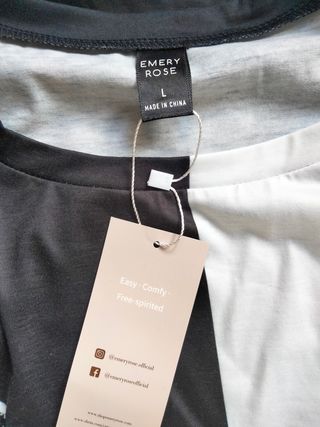 EMERY
ROSE
L
MADE IN CHINA
Easy · Comfy ·
Free-spirited
@emeryrose.official
@emeryroseofficial